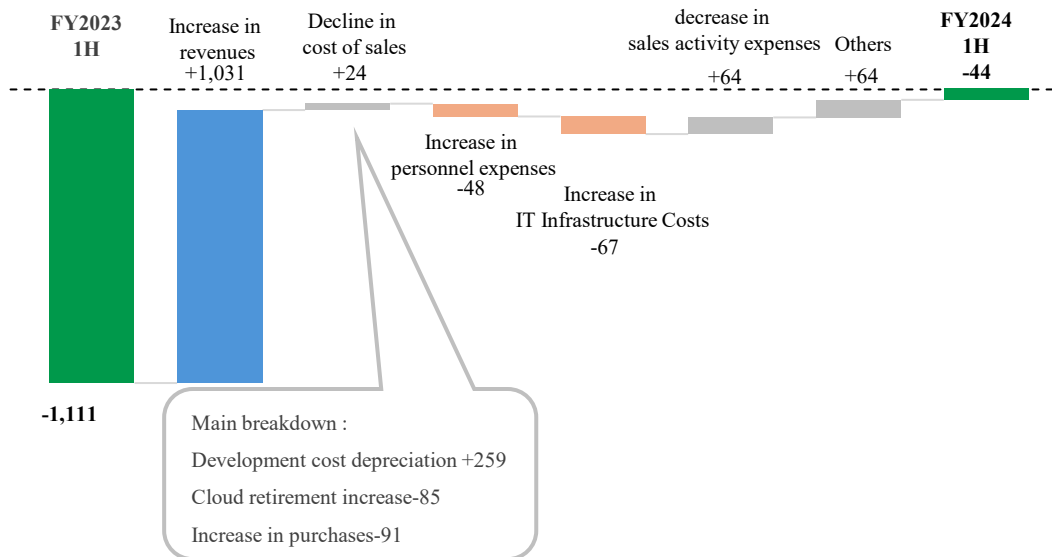 FY2023
1H
Increase in
revenues
+1,031
Decline in
cost of sales
+24
decrease in
sales activity expenses
+64
Others
+64
FY2024
1H
-44
Increase in
personnel expenses
-48
Increase in
IT Infrastructure Costs
-67
-1,111
Main breakdown :
Development cost depreciation +259
Cloud retirement increase-85
Increase in purchases-91